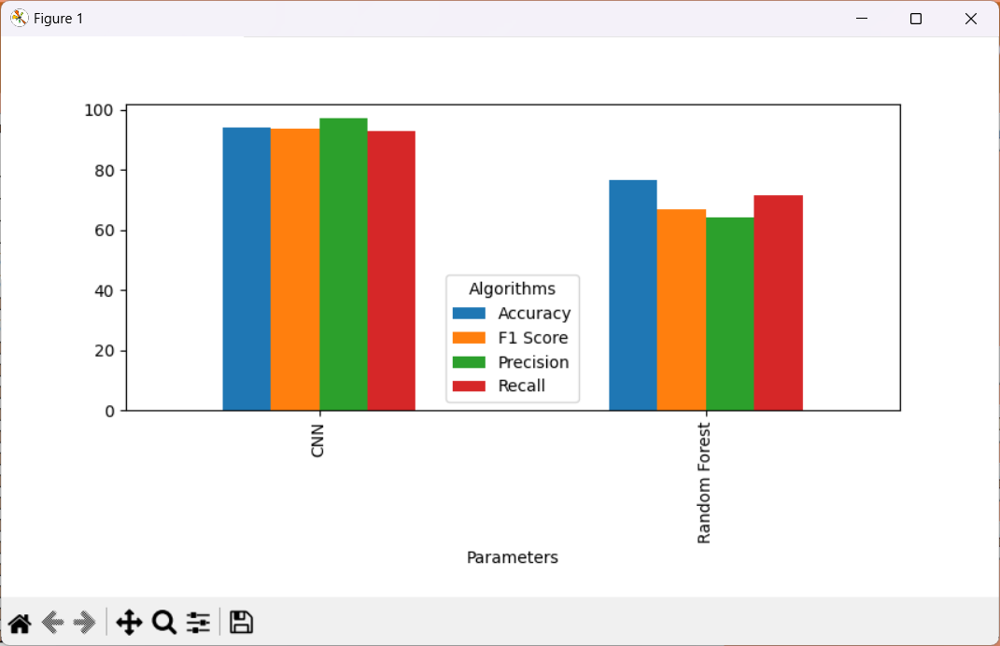 Figure 1
100
80
60
40
20
0
Algorithms
Accuracy
F1 Score
Precision
Recall
CNN
Random Forest
Parameters